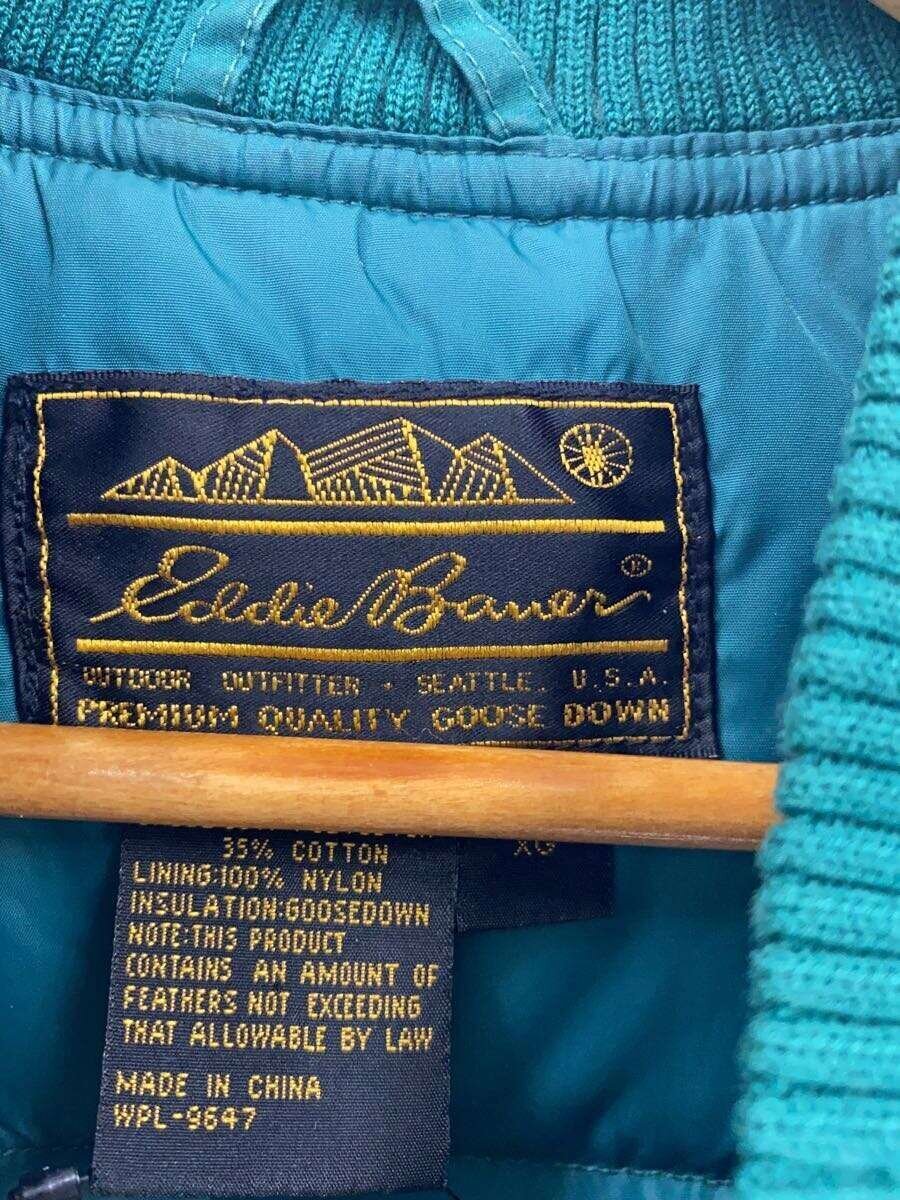 Eddie Bauer®
OUTDOOR OUTFITTER · SEATTLE, U.S.A.
PREMIUM QUALITY GOOSE DOWN
35% COTTON
LINING:100% NYLON
INSULATION:GOOSEDOWN
NOTE:THIS PRODUCT
CONTAINS AN AMOUNT OF
FEATHERS NOT EXCEEDING
THAT ALLOWABLE BY LAW
MADE IN CHINA
WPL-9647
XG